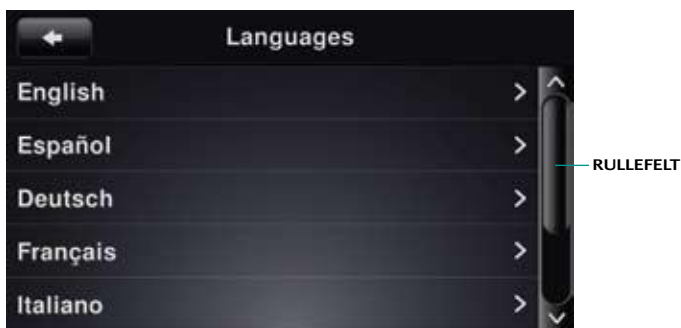 Languages
English
Español
RULLEFELT
Deutsch
Français
Italiano